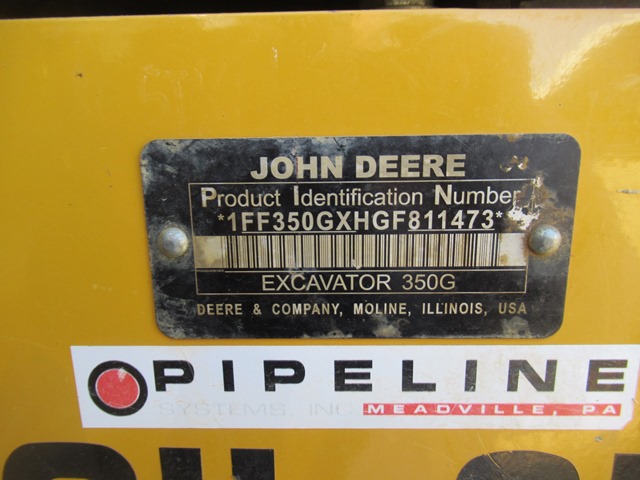 JOHN DEERE
Product Identification Number
*1FF350GXHGF811473*
EXCAVATOR 350G
DEERE & COMPANY, MOLINE, ILLINOIS, USA
PIPELINE
SYSTEMS, INC. MEADVILLE, PA